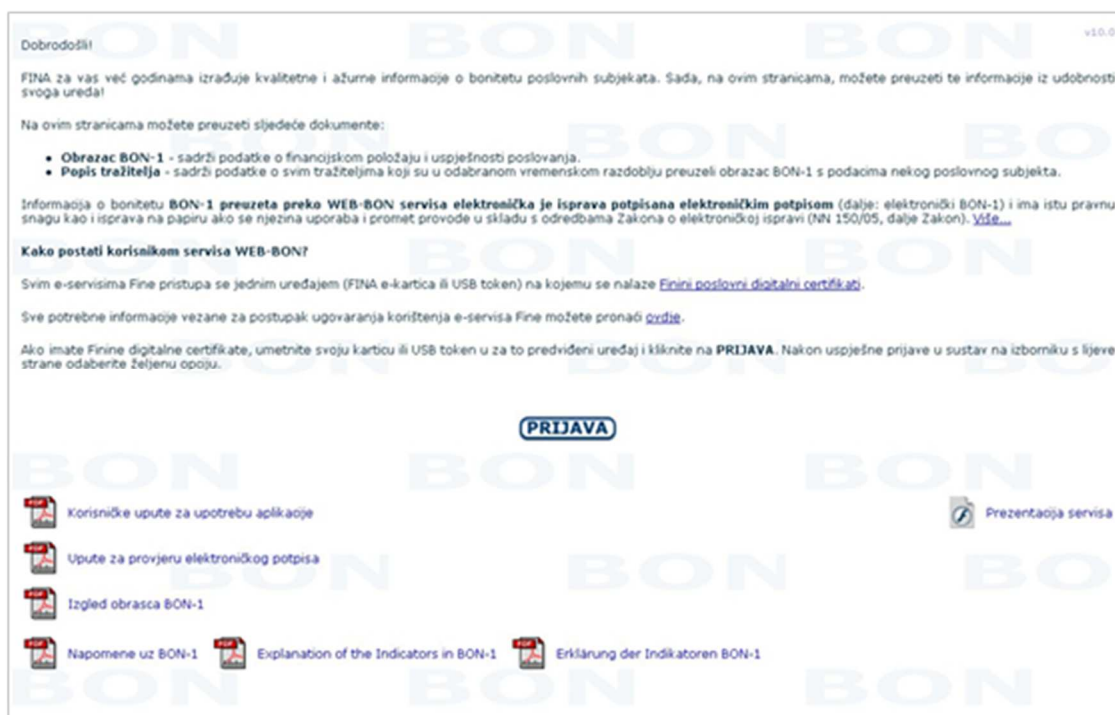 v10.0
Dobrodošli!
FINA za vas već godinama izrađuje kvalitetne i ažurne informacije o bonitetu poslovnih subjekata. Sada, na ovim stranicama, možete preuzeti te informacije iz udobnosti
svoga ureda!
Na ovim stranicama možete preuzeti sljedeće dokumente:
• Obrazac BON-1 - sadrži podatke o financijskom položaju i uspješnosti poslovanja.
• Popis tražitelja - sadrži podatke o svim tražiteljima koji su u odabranom vremenskom razdoblju preuzeli obrazac BON-1 s podacima nekog poslovnog subjekta.
Informacija o bonitetu BON-1 preuzeta preko WEB-BON servisa elektronička je isprava potpisana elektroničkim potpisom (dalje: elektronički BON-1) i ima istu pravnu
snagu kao i isprava na papiru ako se njezina uporaba i promet provode u skladu s odredbama Zakona o elektroničkoj ispravi (NN 150/05, dalje Zakon). Više...
Kako postati korisnikom servisa WEB-BON?
Svim e-servisima Fine pristupa se jednim uređajem (FINA e-kartica ili USB token) na kojemu se nalaze Finini poslovni digitalni certifikati.
Sve potrebne informacije vezane za postupak ugovaranja korištenja e-servisa Fine možete pronaći ovdje.
Ako imate Finine digitalne certifikate, umetnite svoju karticu ili USB token u za to predviđeni uređaj i kliknite na PRIJAVA. Nakon uspješne prijave u sustav na izborniku s lijeve
strane odaberite željenu opciju.
PRIJAVA
Korisničke upute za upotrebu aplikacije
Prezentacija servisa
Upute za provjeru elektroničkog potpisa
Izgled obrasca BON-1
Napomene uz BON-1 Explanation of the Indicators in BON-1 Erklärung der Indikatoren BON-1